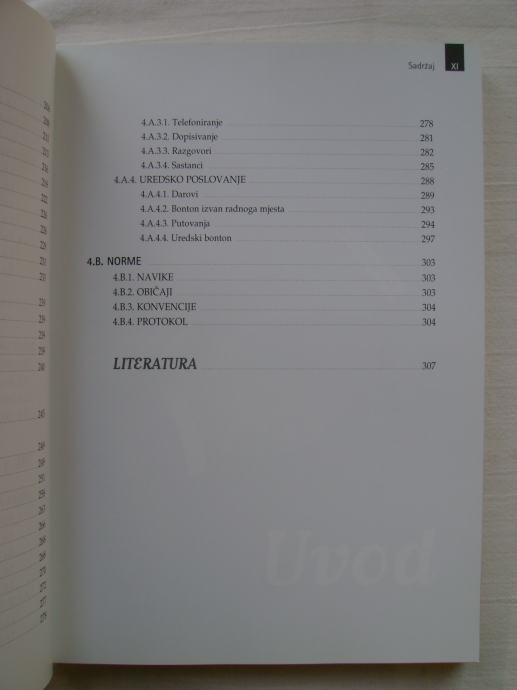 Sadržaj XI
4.A.3.1. Telefoniranje 278
4.A.3.2. Dopisivanje 281
4.A.3.3. Razgovori 282
4.A.3.4. Sastanci 285
4.A.4. UREDSKO POSLOVANJE 288
4.A.4.1. Darovi 289
4.A.4.2. Bonton izvan radnoga mjesta 293
4.A.4.3. Putovanja 294
4.A.4.4. Uredski bonton 297
4.B. NORME 303
4.B.1. NAVIKE 303
4.B.2. OBIČAJI 303
4.B.3. KONVENCIJE 304
4.B.4. PROTOKOL 304
LITERATURA 307
Uvod